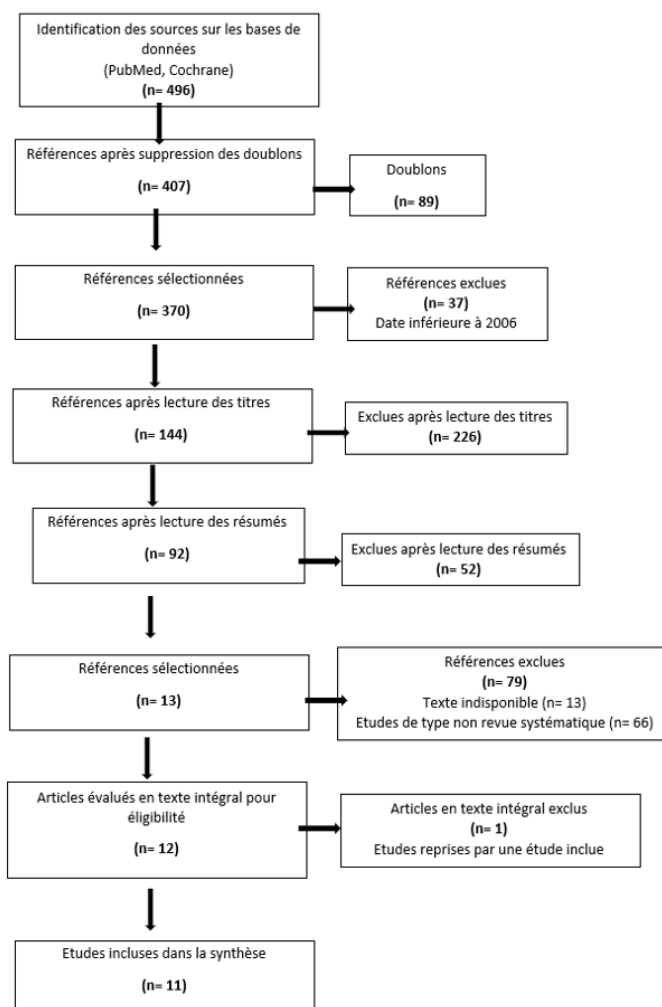 Identification des sources sur les bases de
données
(PubMed, Cochrane)
(n= 496)
Références après suppression des doublons
(n= 407)
Doublons
(n= 89)
Références sélectionnées
(n= 370)
Références exclues
(n= 37)
Date inférieure à 2006
Références après lecture des titres
(n= 144)
Exclues après lecture des titres
(n= 226)
Références après lecture des résumés
(n= 92)
Exclues après lecture des résumés
(n= 52)
Références sélectionnées
(n= 13)
Références exclues
(n= 79)
Texte indisponible (n= 13)
Etudes de type non revue systématique (n= 66)
Articles évalués en texte intégral pour
éligibilité
(n= 12)
Articles en texte intégral exclus
(n= 1)
Etudes reprises par une étude incluse
Etudes incluses dans la synthèse
(n= 11)